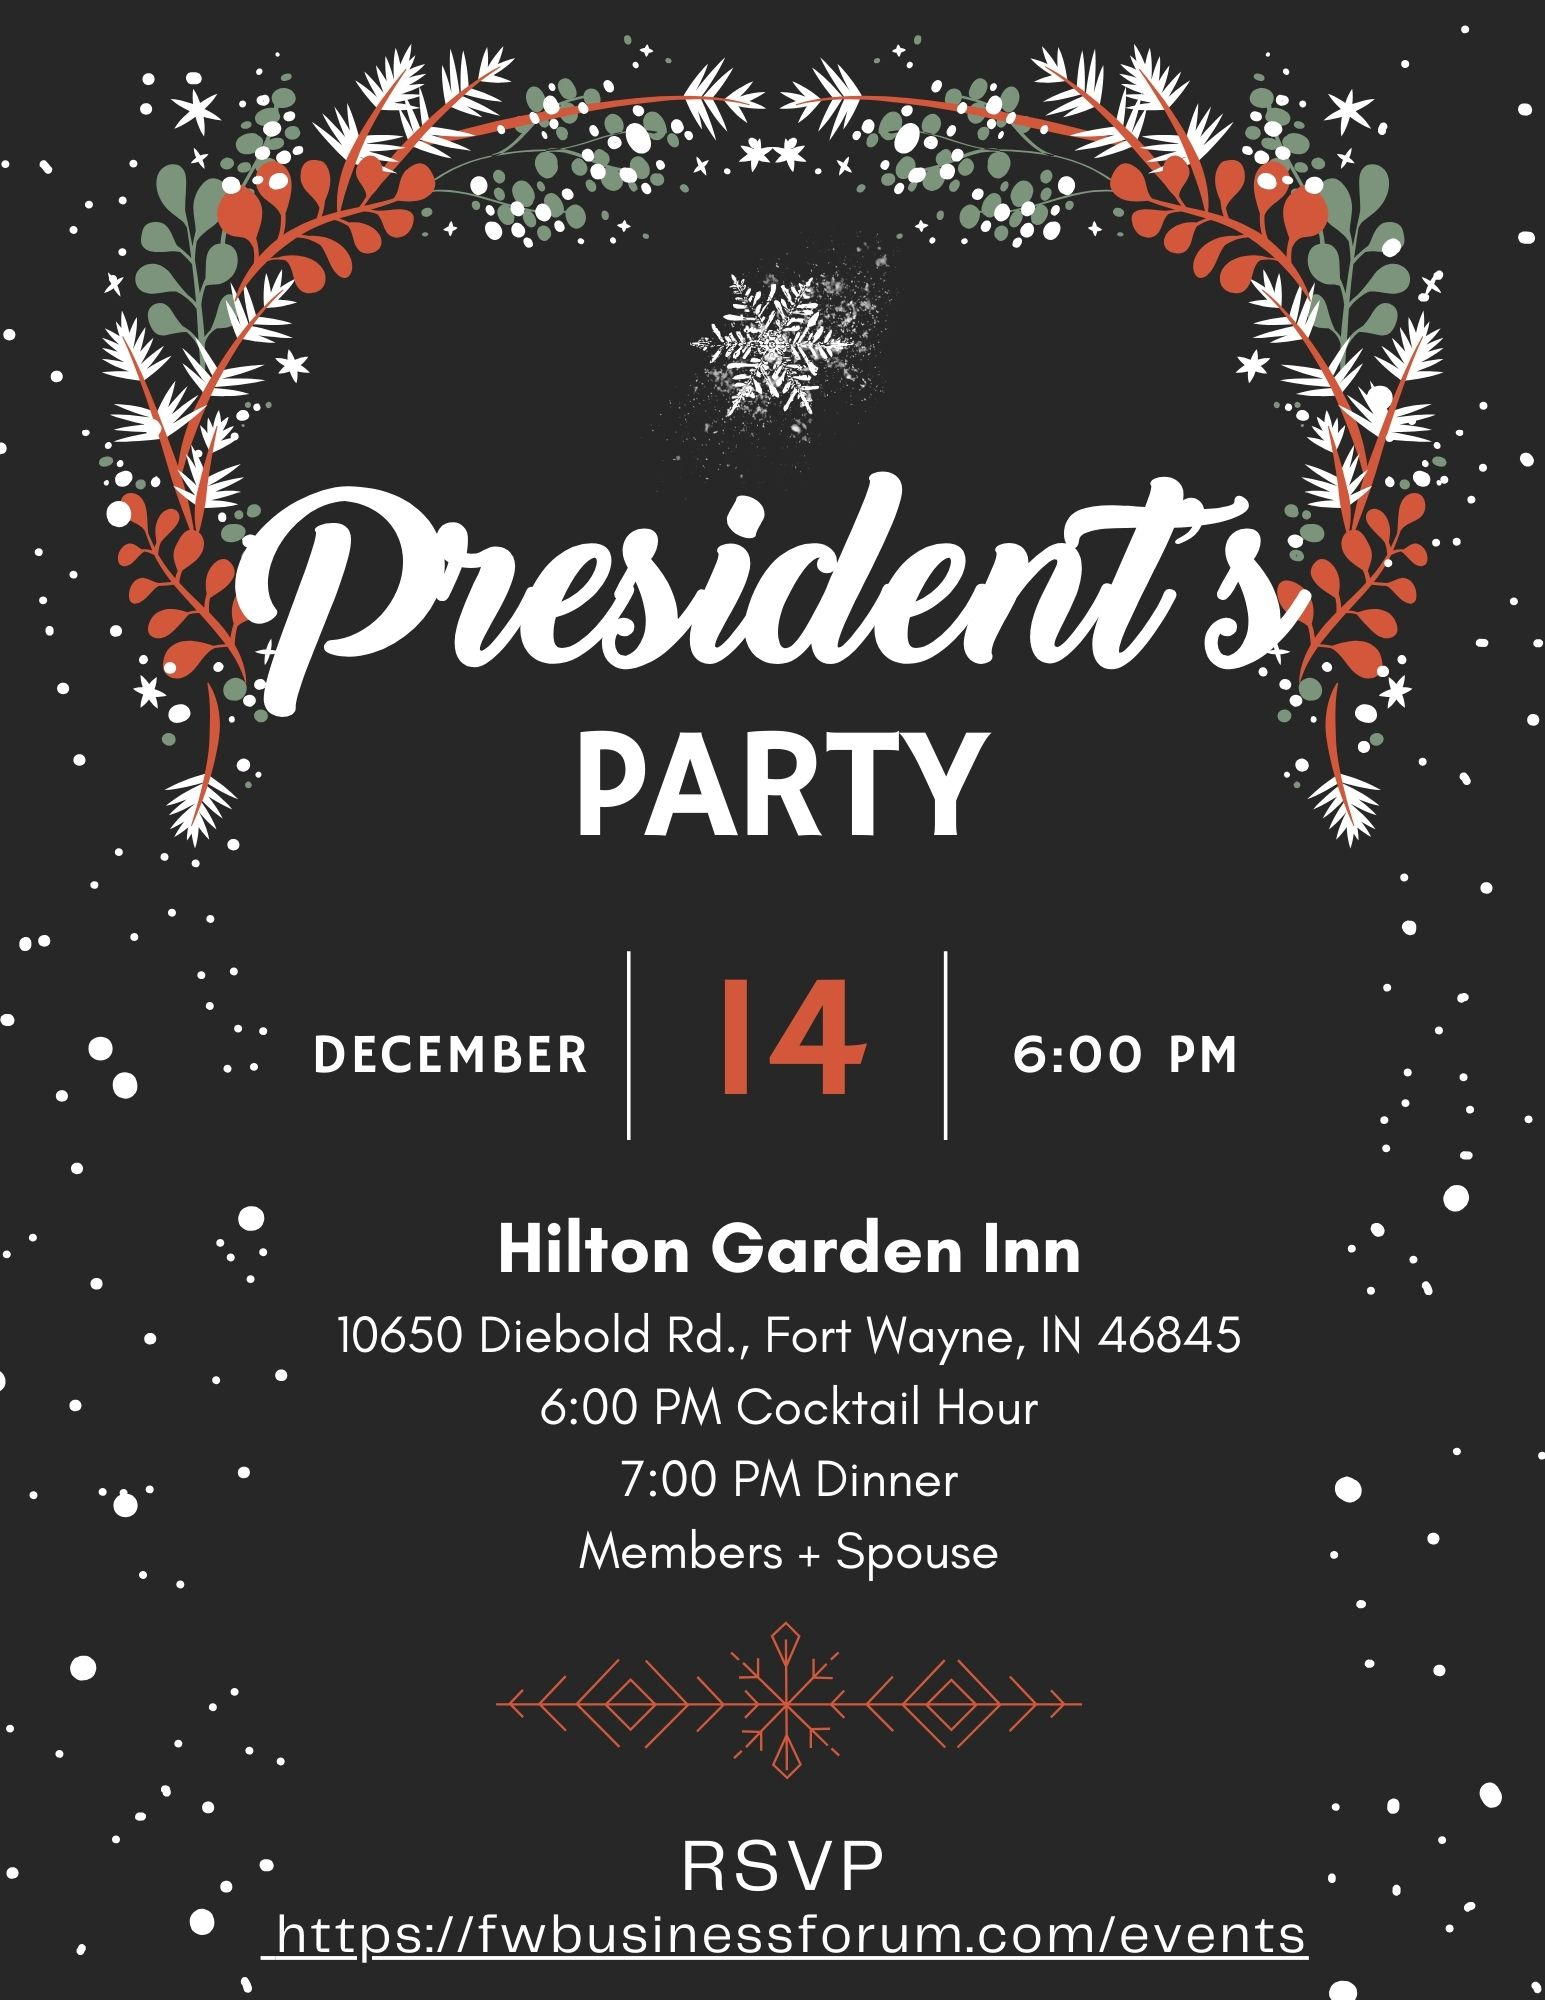 President's
PARTY
DECEMBER
14
6:00 PM
Hilton Garden Inn
10650 Diebold Rd., Fort Wayne, IN 46845
6:00 PM Cocktail Hour
7:00 PM Dinner
Members + Spouse
RSVP
https://fwbusinessforum.com/events